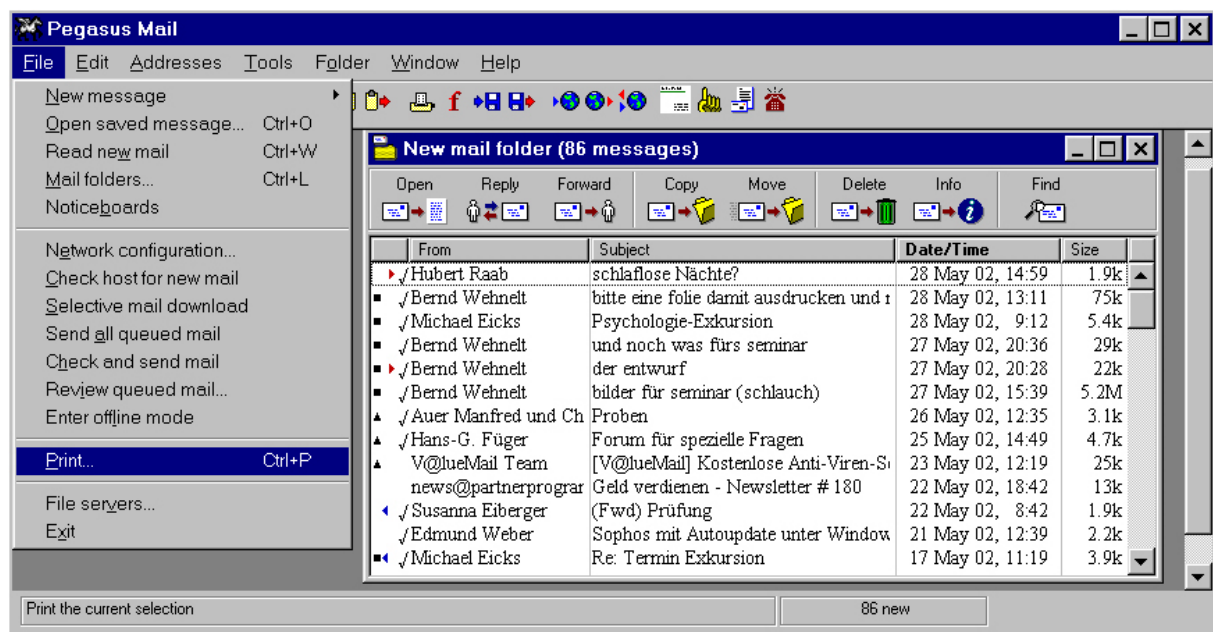 Pegasus Mail
File Edit Addresses Tools Folder Window Help
New message
Open saved message... Ctrl+O
Read new mail Ctrl+W
Mail folders... Ctrl+L
Noticeboards
Network configuration...
Check host for new mail
Selective mail download
Send all queued mail
Check and send mail
Review queued mail...
Enter offline mode
Print... Ctrl+P
File servers...
Exit
New mail folder (86 messages)
Open Reply Forward Copy Move Delete Info Find
From Subject Date/Time Size
Hubert Raab schlaflose Nächte? 28 May 02, 14:59 1.9k
Bernd Wehnelt bitte eine folie damit ausdrucken und 28 May 02, 13:11 75k
Michael Eicks Psychologie-Exkursion 28 May 02, 9:12 5.4k
Bernd Wehnelt und noch was fürs seminar 27 May 02, 20:36 29k
Bernd Wehnelt der entwurf 27 May 02, 20:28 22k
Bernd Wehnelt bilder für seminar (schlauch) 27 May 02, 15:39 5.2M
Auer Manfred und Ch Proben 26 May 02, 12:35 3.1k
Hans-G. Füger Forum für spezielle Fragen 25 May 02, 14:49 4.7k
V@lueMail Team [V@lueMail] Kostenlose Anti-Viren-S 23 May 02, 12:19 25k
news@partnerprogram Geld verdienen - Newsletter # 180 22 May 02, 18:42 13k
Susanna Eiberger (Fwd) Prüfung 22 May 02, 8:42 1.9k
Edmund Weber Sophos mit Autoupdate unter Window 21 May 02, 12:39 2.2k
Michael Eicks Re: Termin Exkursion 17 May 02, 11:19 3.9k
Print the current selection 86 new